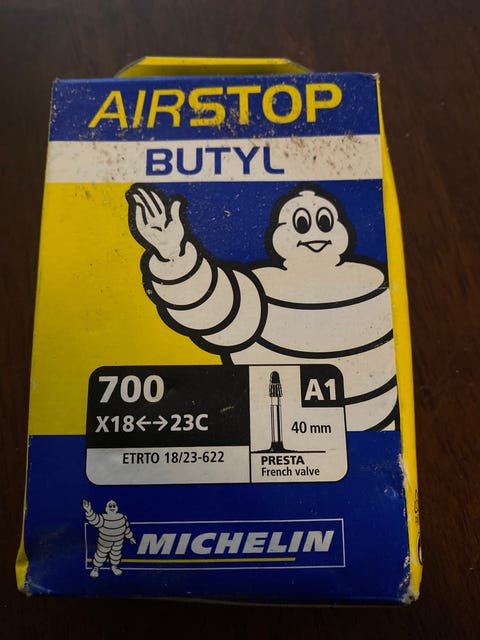 AIRSTOP
BUTYL
700
X18←→23C
ETRTO 18/23-622
A1
40 mm
PRESTA
French valve
MICHELIN